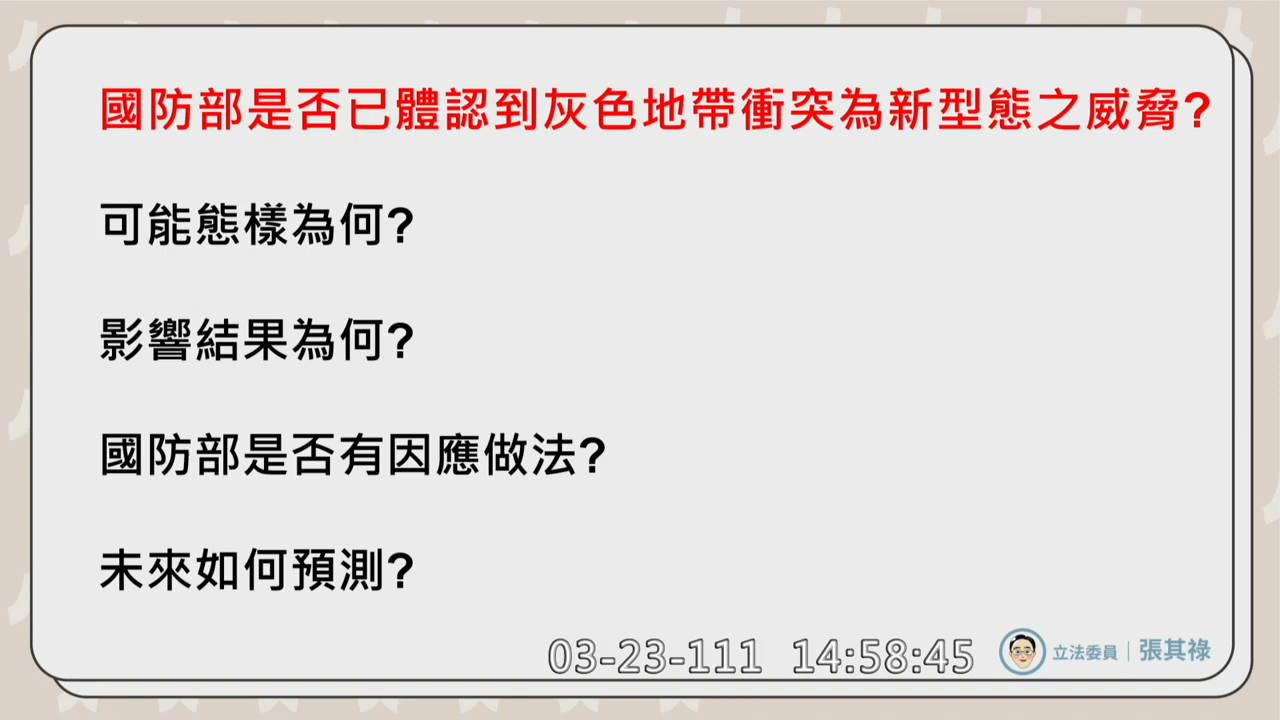 國防部是否已體認到灰色地帶衝突為新型態之威脅?
可能態樣為何?
影響結果為何?
國防部是否有因應做法?
未來如何預測?
03-23-111 14:58:45
立法委員｜張其祿